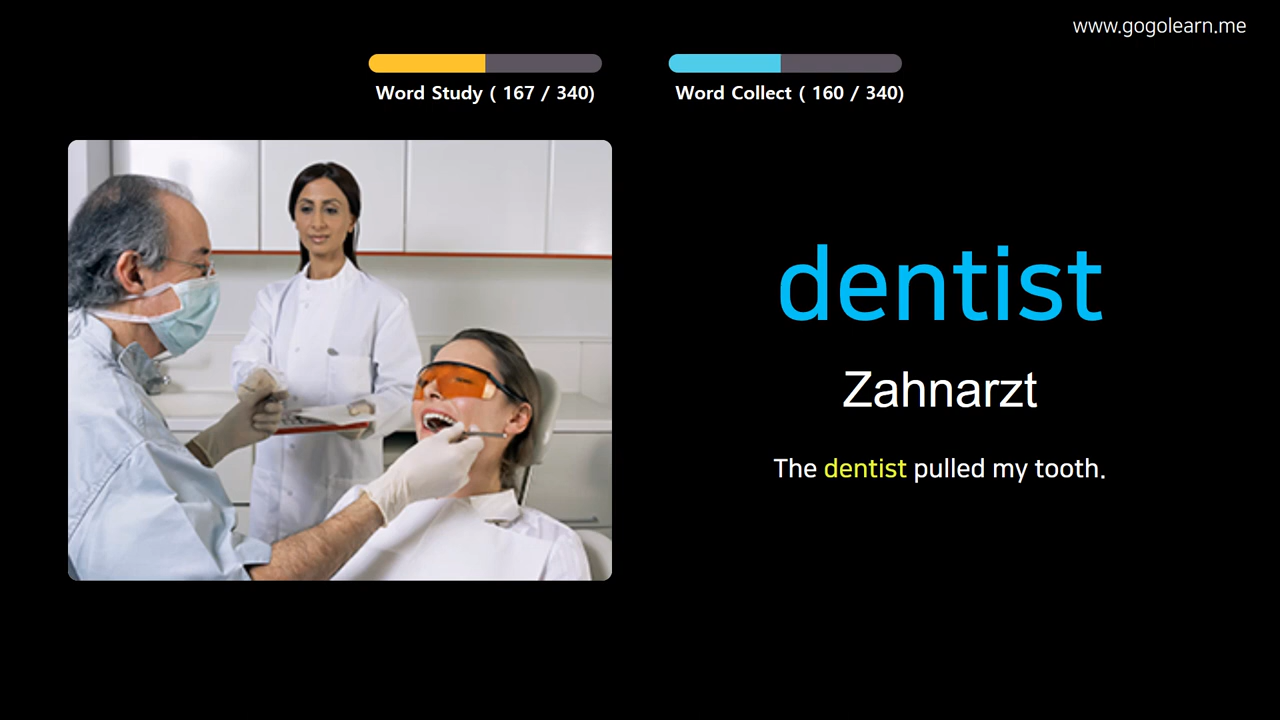 www.gogolearn.me
Word Study ( 167 / 340)
Word Collect ( 160 / 340)
dentist
Zahnarzt
The dentist pulled my tooth.